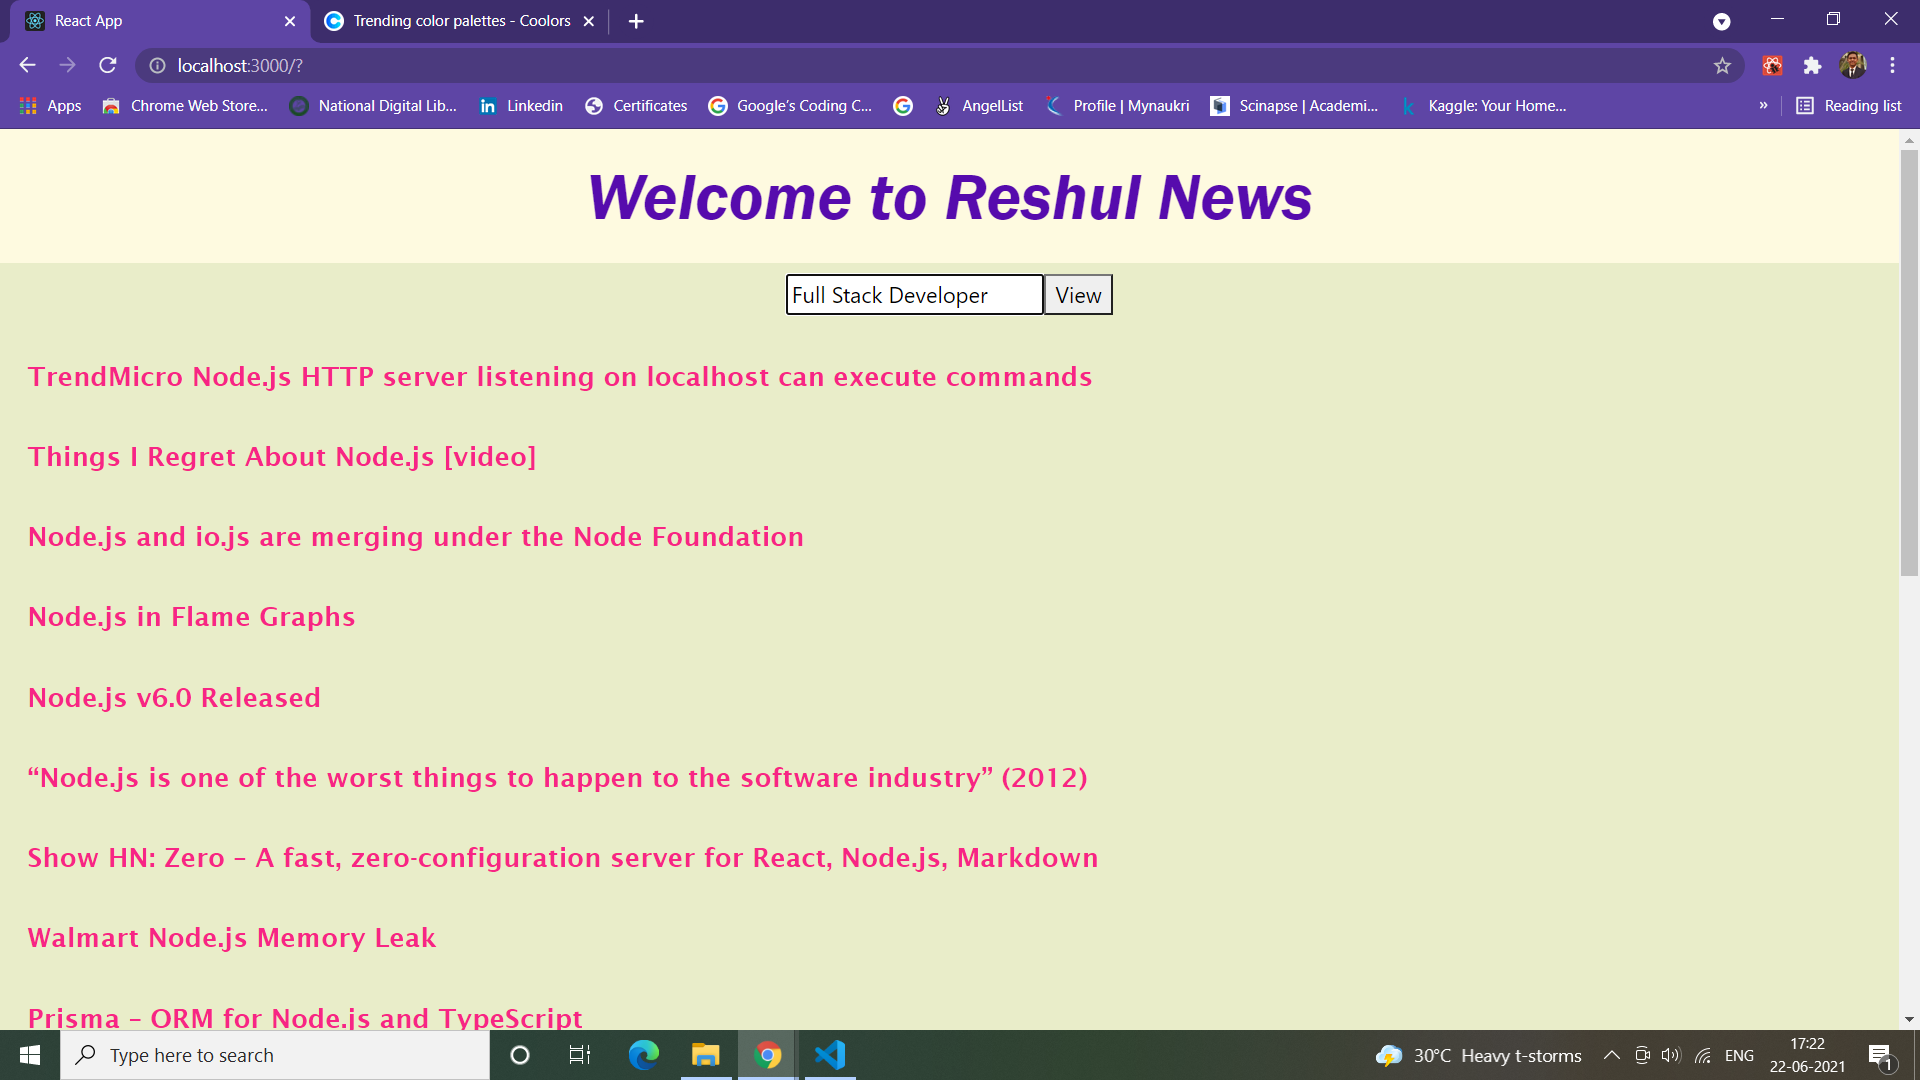 React App
Trending color palettes - Coolors
localhost:3000/?
Apps
Chrome Web Store...
National Digital Lib...
Linkedin
Certificates
Google's Coding C...
AngelList
Profile | Mynaukri
Scinapse | Academi...
Kaggle: Your Home...
»
Reading list
Welcome to Reshul News
Full Stack Developer
View
TrendMicro Node.js HTTP server listening on localhost can execute commands
Things I Regret About Node.js [video]
Node.js and io.js are merging under the Node Foundation
Node.js in Flame Graphs
Node.js v6.0 Released
“Node.js is one of the worst things to happen to the software industry” (2012)
Show HN: Zero – A fast, zero-configuration server for React, Node.js, Markdown
Walmart Node.js Memory Leak
Prisma – ORM for Node.js and TypeScript
Type here to search
30°C Heavy t-storms
ENG
17:22
22-06-2021
1